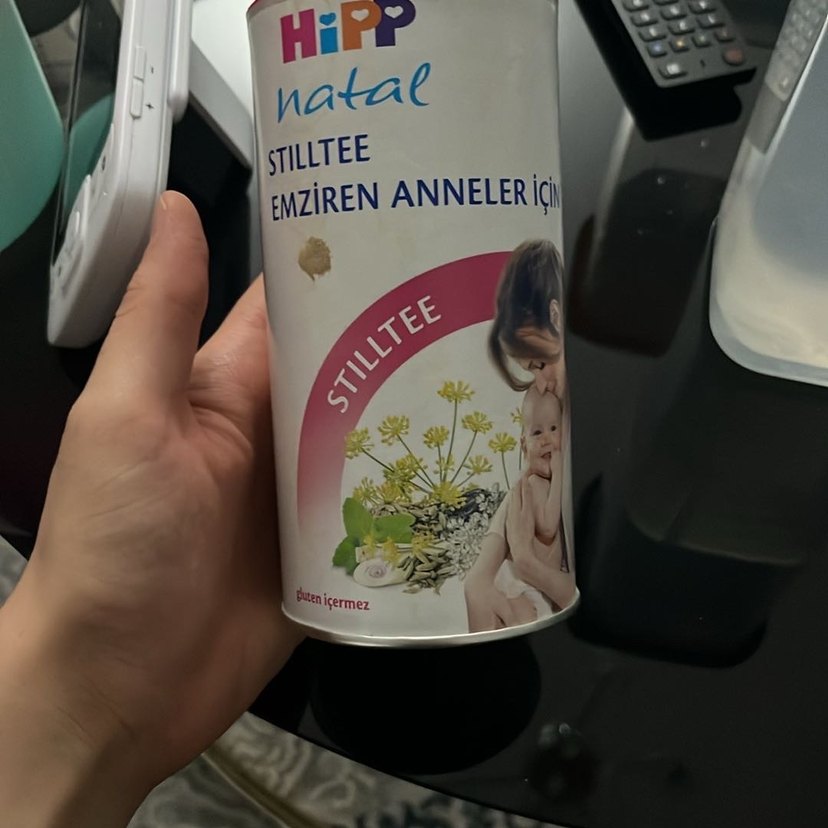 HiPP
natal
STILLTEE
EMZİREN ANNELER İÇİN
STILLTEE
gluten içermez